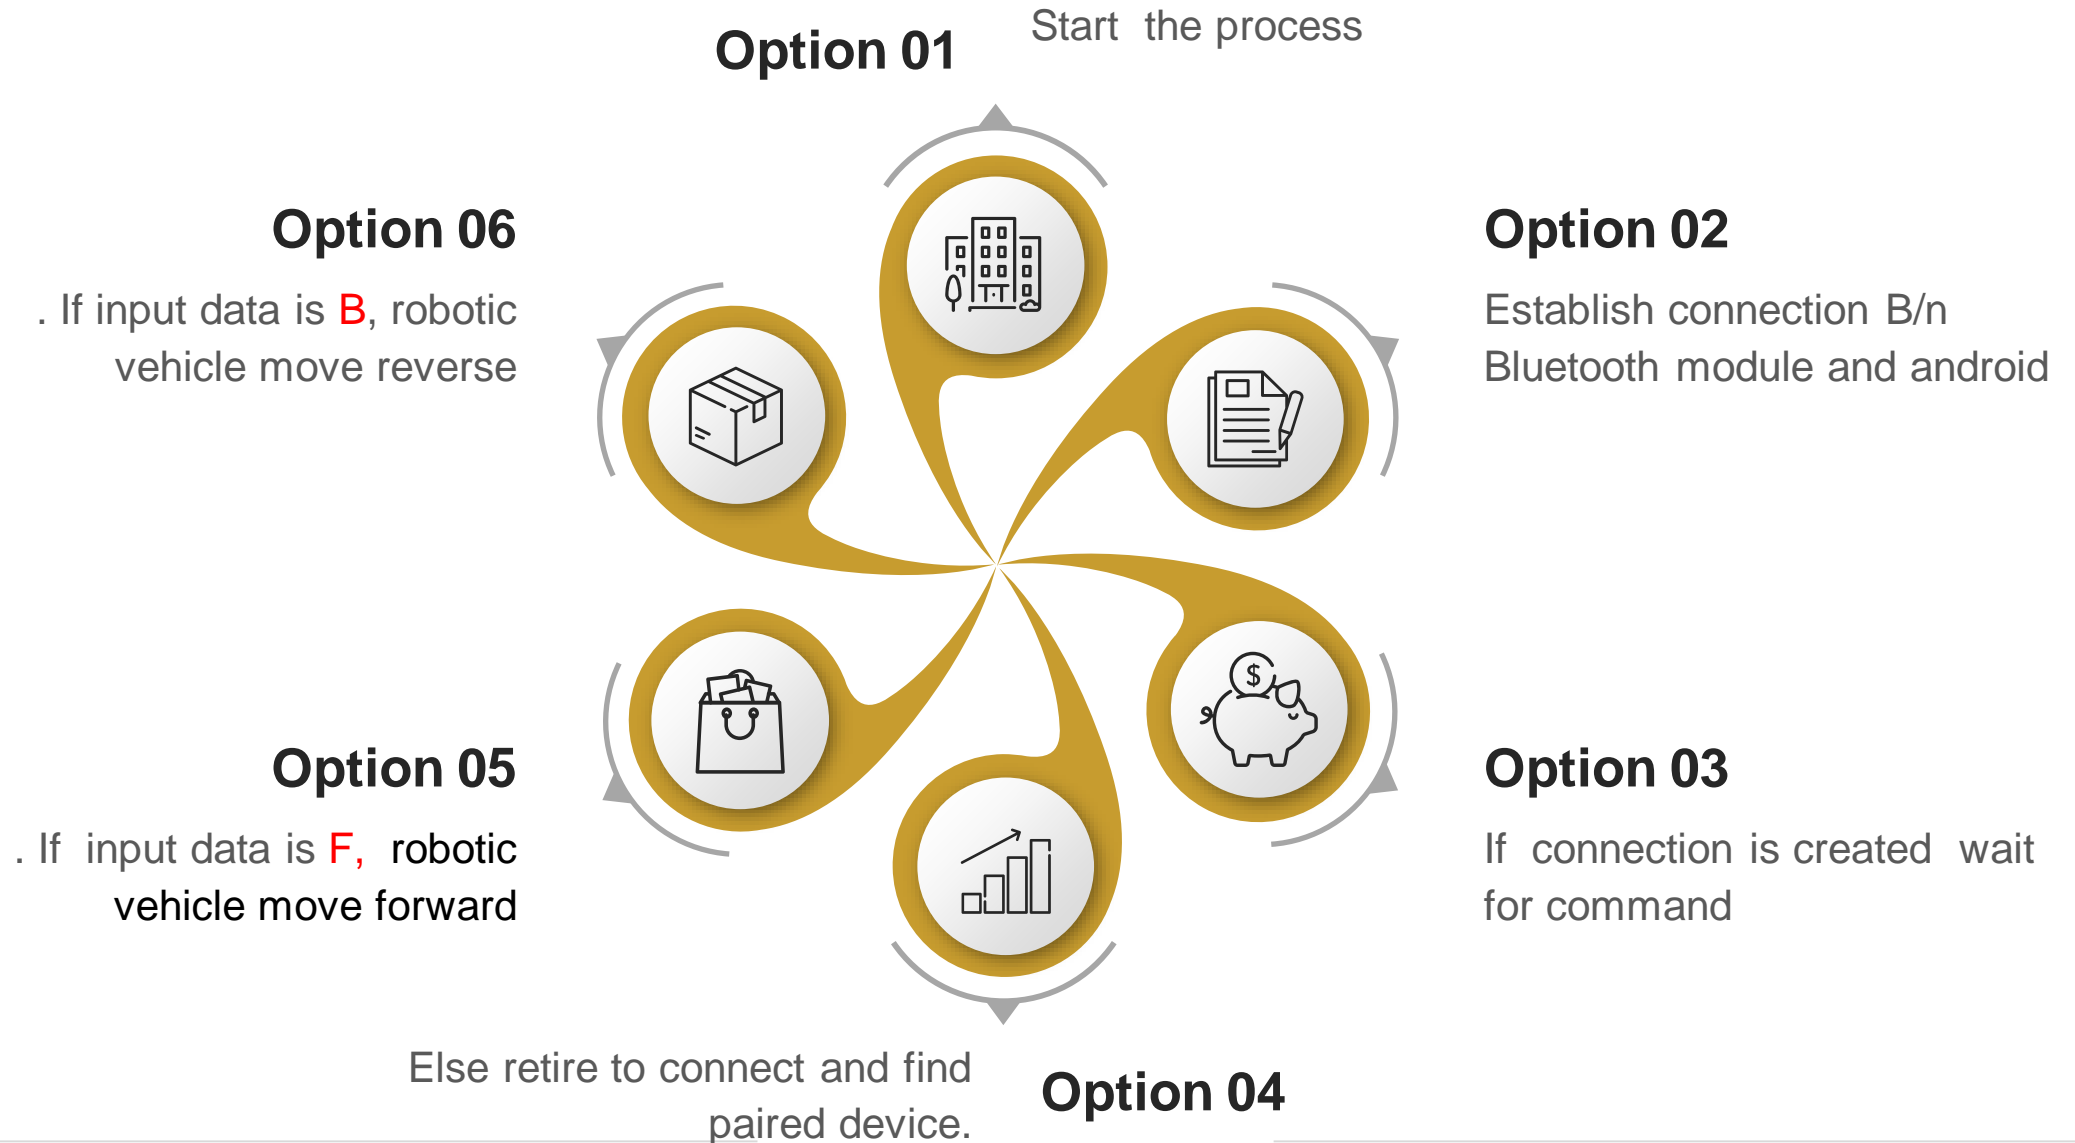 Option 01
Start the process
Option 02
Establish connection B/n
Bluetooth module and android
Option 03
If connection is created wait
for command
Option 04
Else retire to connect and find
paired device.
Option 05
. If input data is F, robotic
vehicle move forward
Option 06
. If input data is B, robotic
vehicle move reverse
$